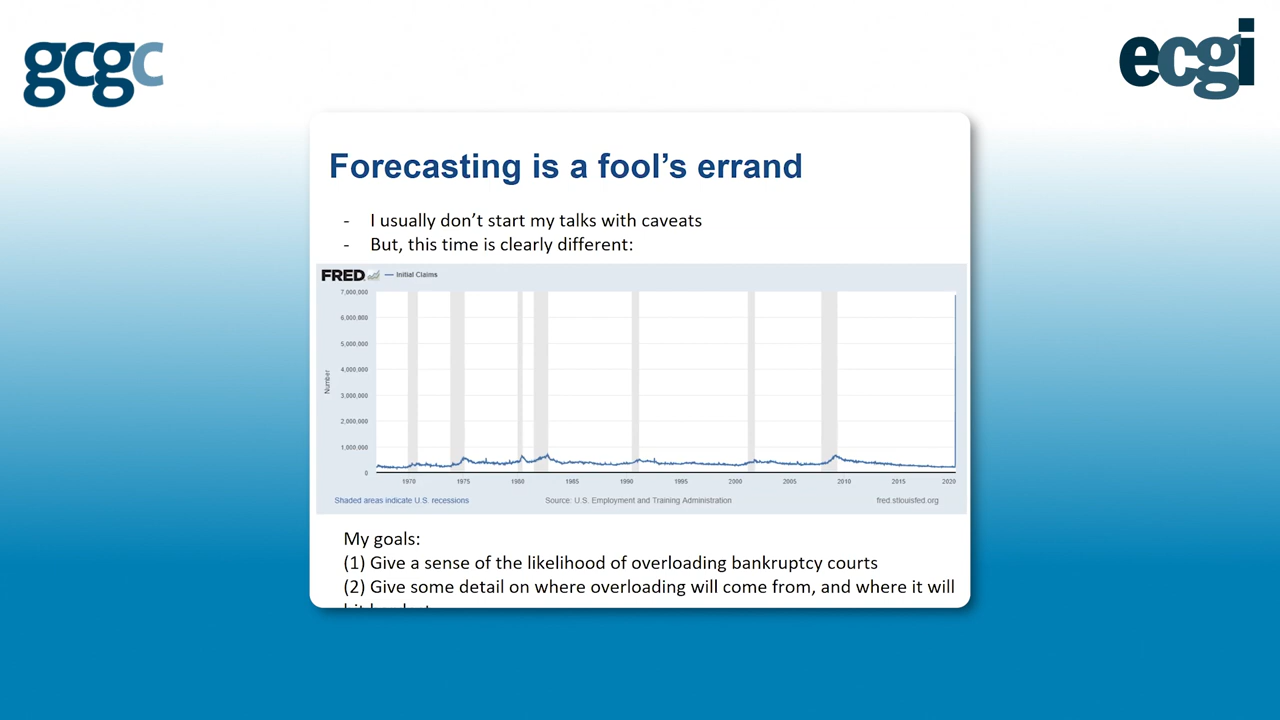 gcgc
ecgi
Forecasting is a fool's errand
- I usually don't start my talks with caveats
- But, this time is clearly different:
FRED — Initial Claims
7,000,000
6,000,000
5,000,000
4,000,000
3,000,000
2,000,000
1,000,000
0
Number
1970 1975 1980 1985 1990 1995 2000 2005 2010 2015 2020
Shaded areas indicate U.S. recessions Source: U.S. Employment and Training Administration fred.stlouisfed.org
My goals:
(1) Give a sense of the likelihood of overloading bankruptcy courts
(2) Give some detail on where overloading will come from, and where it will